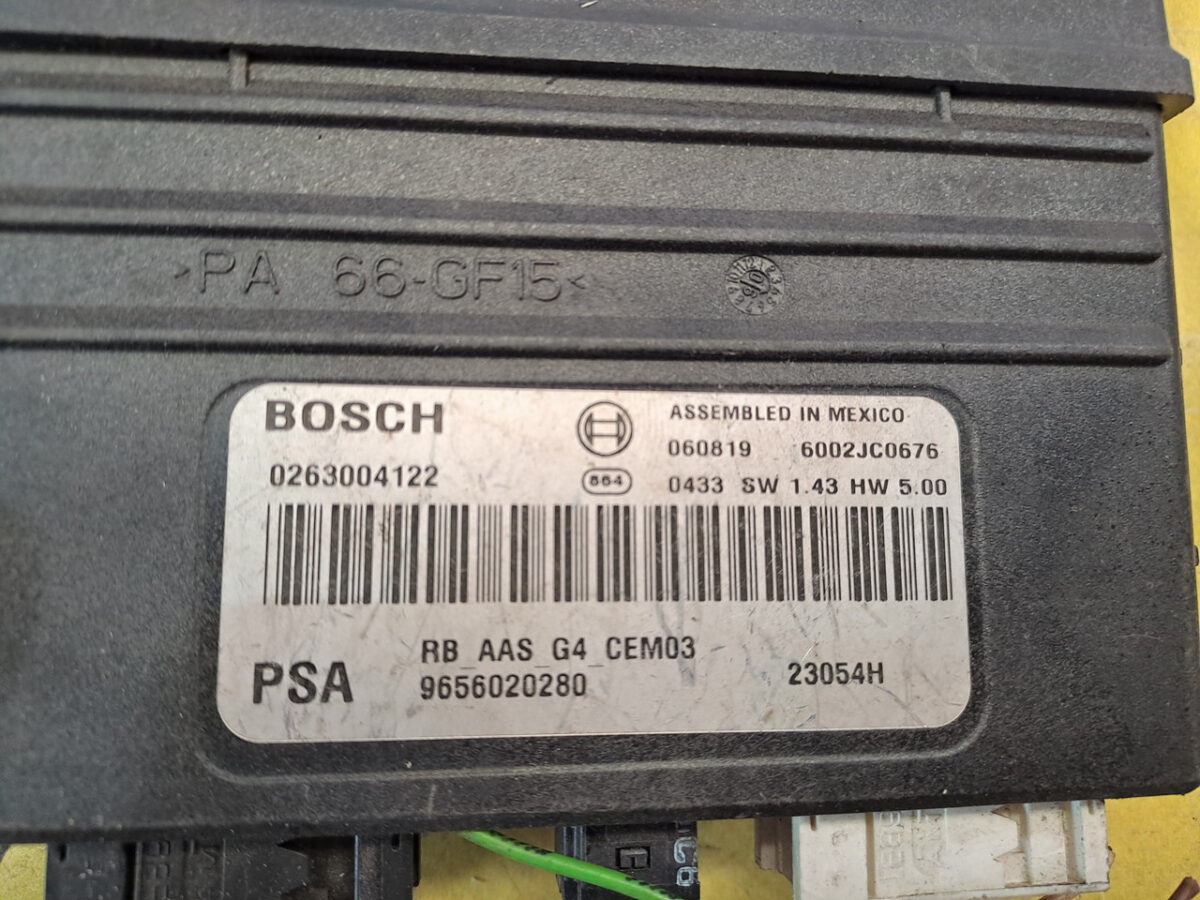 >PA 66-GF15<
BOSCH
ASSEMBLED IN MEXICO
060819 6002JC0676
0263004122
864
0433 SW 1.43 HW 5.00
RB_AAS_G4_CEM03
PSA
9656020280
23054H